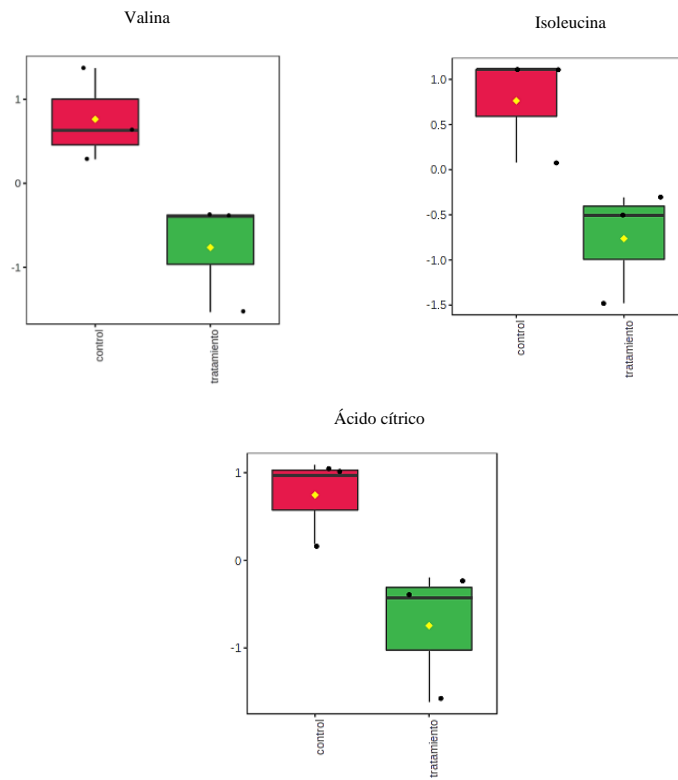 Valina
1
0
-1
control
tratamiento
Isoleucina
1.0
0.5
0.0
-0.5
-1.0
-1.5
control
tratamiento
Ácido cítrico
1
0
-1
control
tratamiento